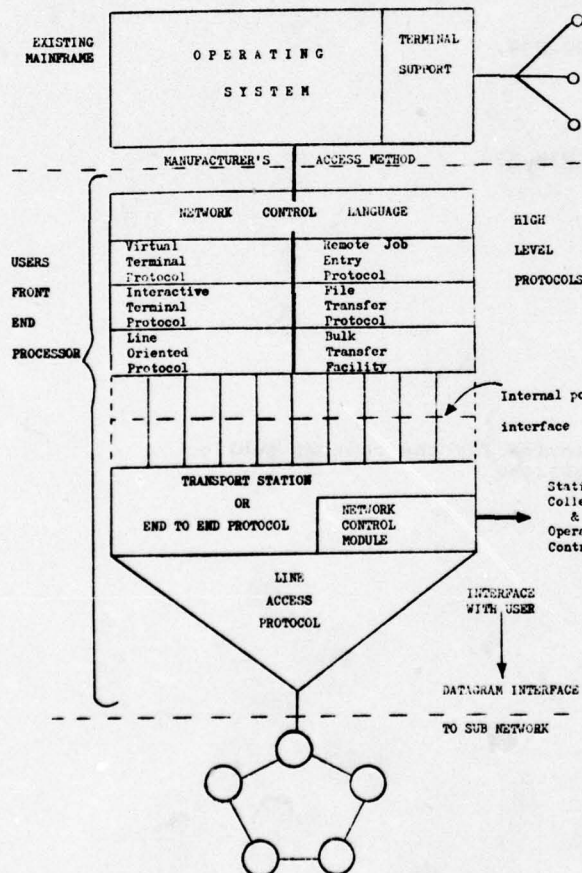 EXISTING
MAINFRAME
OPERATING
SYSTEM
TERMINAL
SUPPORT
MANUFACTURER'S ACCESS METHOD
NETWORK CONTROL LANGUAGE
HIGH
LEVEL
PROTOCOLS
USERS
FRONT
END
PROCESSOR
Virtual
Terminal
Protocol
Remote Job
Entry
Protocol
Interactive
Terminal
Protocol
File
Transfer
Protocol
Line
Oriented
Protocol
Bulk
Transfer
Facility
Internal
interface
TRANSPORT STATION
OR
END TO END PROTOCOL
NETWORK
CONTROL
MODULE
&
LINE
ACCESS
PROTOCOL
INTERFACE
WITH USER
DATAGRAM INTERFACE
TO SUB NETWORK